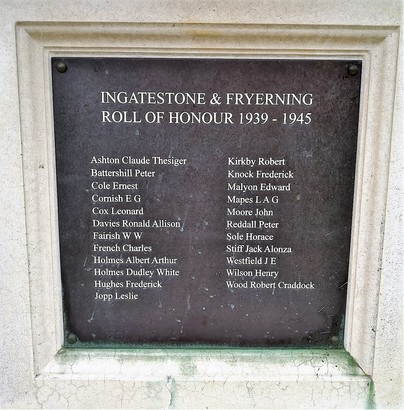 INGATESTONE & FRYERNING
ROLL OF HONOUR 1939 - 1945
Ashton Claude Thesiger
Battershill Peter
Cole Ernest
Cornish E G
Cox Leonard
Davies Ronald Allison
Fairish W W
French Charles
Holmes Albert Arthur
Holmes Dudley White
Hughes Frederick
Jopp Leslie
Kirkby Robert
Knock Frederick
Malyon Edward
Mapes L A G
Moore John
Reddall Peter
Sole Horace
Stiff Jack Alonza
Westfield J E
Wilson Henry
Wood Robert Craddock